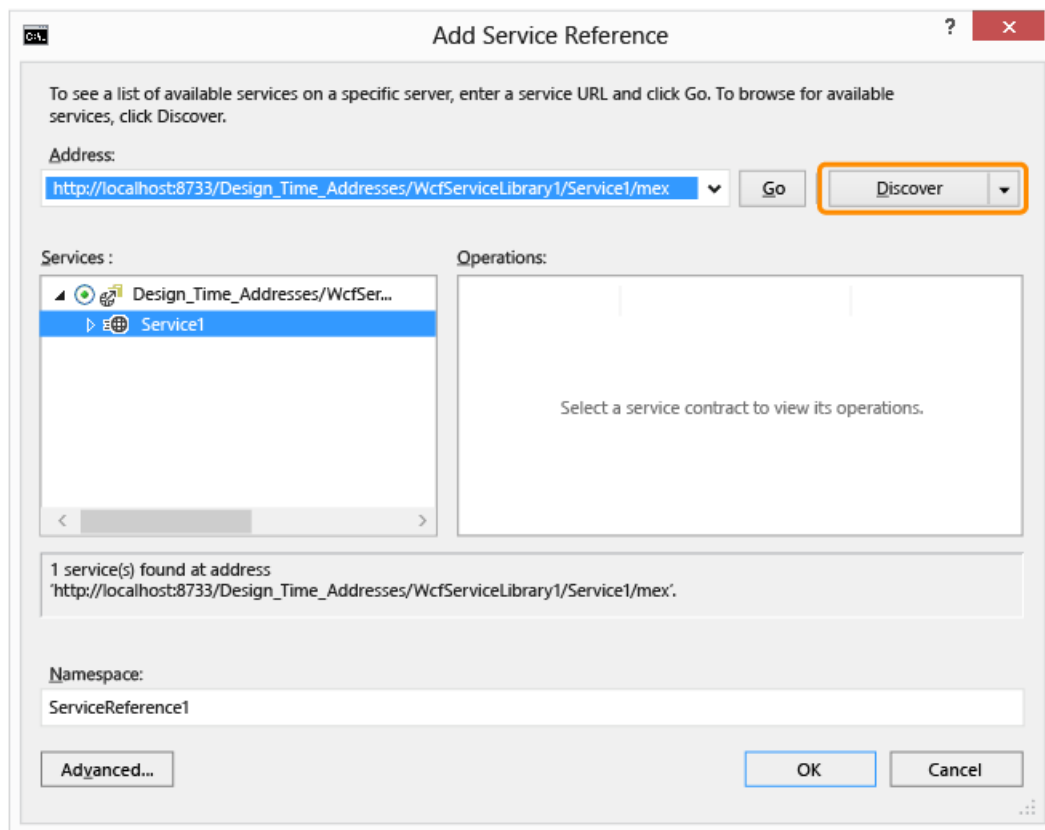 C:\.
Add Service Reference
?
To see a list of available services on a specific server, enter a service URL and click Go. To browse for available
services, click Discover.
Address:
http://localhost:8733/Design_Time_Addresses/WcfServiceLibrary1/Service1/mex
Go
Discover
Services :
Operations:
Design_Time_Addresses/WcfSer...
Service1
Select a service contract to view its operations.
1 service(s) found at address
'http://localhost:8733/Design_Time_Addresses/WcfServiceLibrary1/Service1/mex'.
Namespace:
ServiceReference1
Advanced...
OK
Cancel